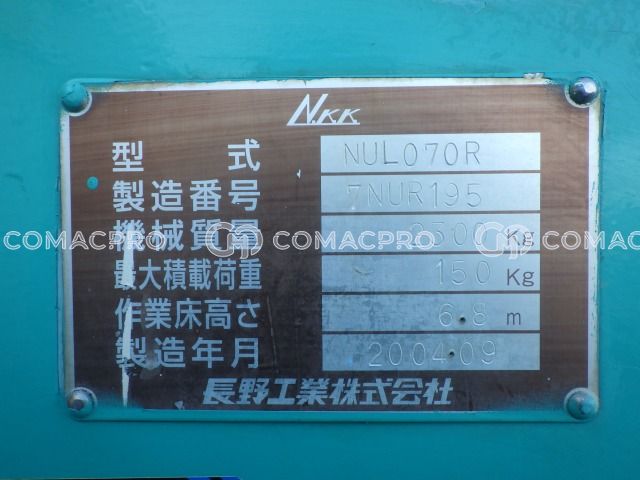 NKK
型式 NUL070R
製造番号 7NUR195
機械質量 2300 Kg
COMACPRO COMACPRO COMACPRO
最大積載荷重 150 Kg
作業床高さ 6.8 m
製造年月 2004.09
長野工業株式会社